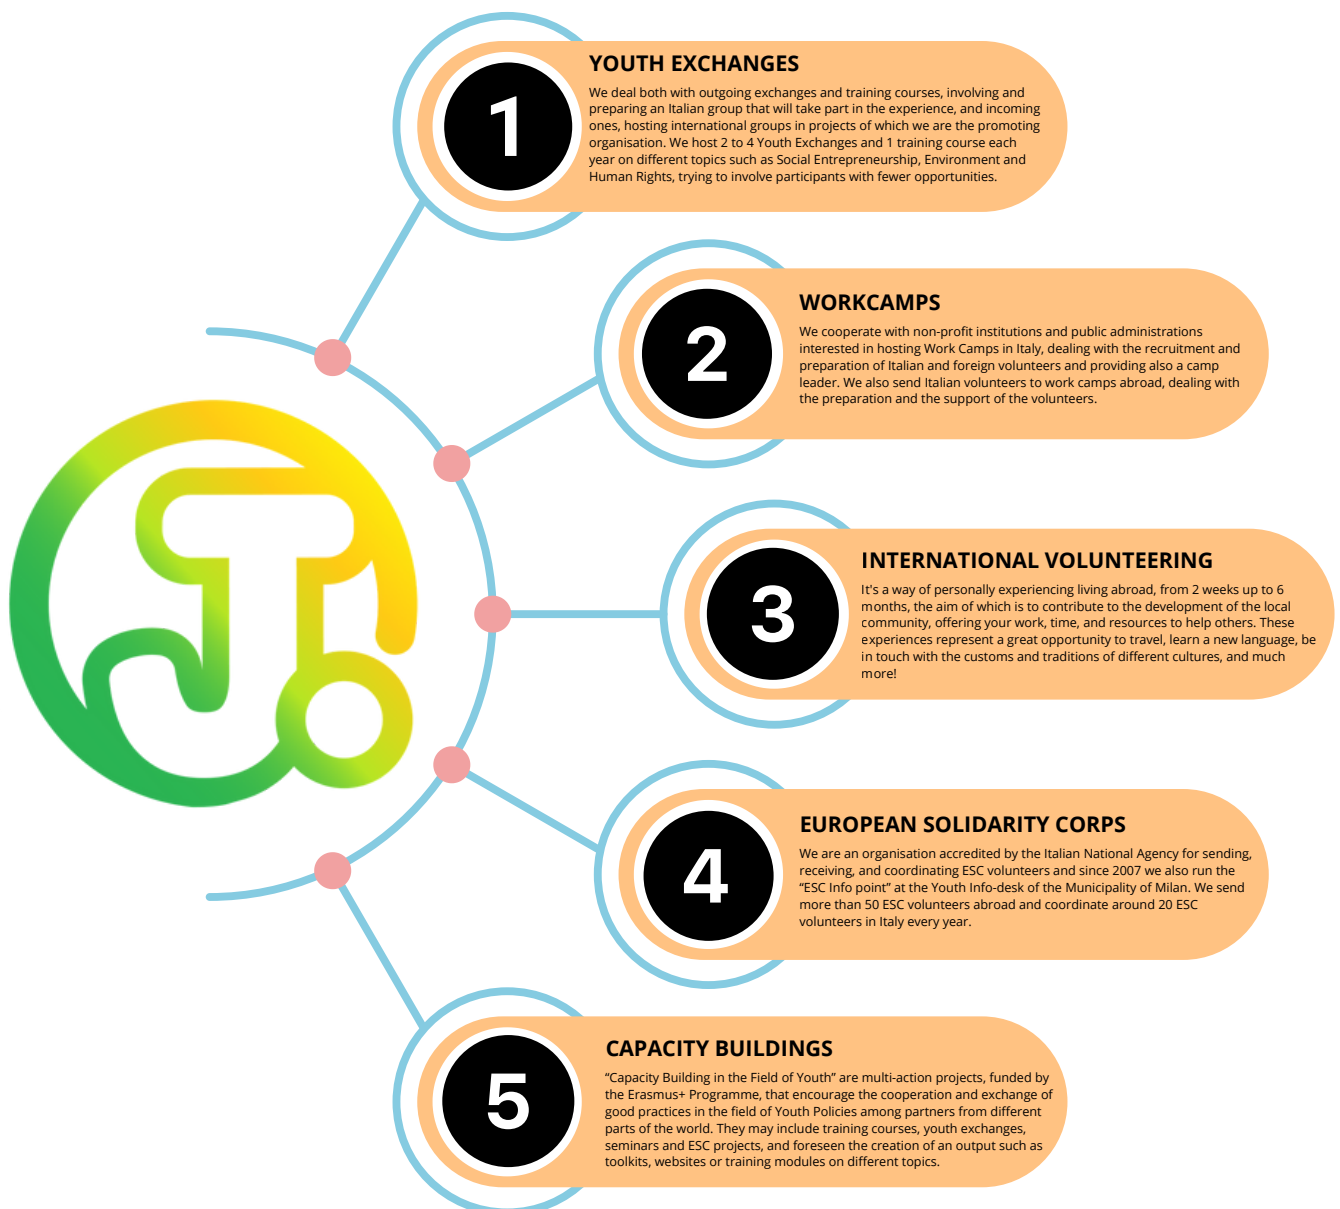 1
YOUTH EXCHANGES
We deal both with outgoing exchanges and training courses, involving and
preparing an Italian group that will take part in the experience, and incoming
ones, hosting international groups in projects of which we are the promoting
organisation. We host 2 to 4 Youth Exchanges and 1 training course each
year on different topics such as Social Entrepreneurship, Environment and
Human Rights, trying to involve participants with fewer opportunities.
2
WORKCAMPS
We cooperate with non-profit institutions and public administrations
interested in hosting Work Camps in Italy, dealing with the recruitment and
preparation of Italian and foreign volunteers and providing also a camp
leader. We also send Italian volunteers to work camps abroad, dealing with
the preparation and the support of the volunteers.
3
INTERNATIONAL VOLUNTEERING
It's a way of personally experiencing living abroad, from 2 weeks up to 6
months, the aim of which is to contribute to the development of the local
community, offering your work, time, and resources to help others. These
experiences represent a great opportunity to travel, learn a new language, be
in touch with the customs and traditions of different cultures, and much
more!
4
EUROPEAN SOLIDARITY CORPS
We are an organisation accredited by the Italian National Agency for sending,
receiving, and coordinating ESC volunteers and since 2007 we also run the
“ESC Info point” at the Youth Info-desk of the Municipality of Milan. We send
more than 50 ESC volunteers abroad and coordinate around 20 ESC
volunteers in Italy every year.
5
CAPACITY BUILDINGS
“Capacity Building in the Field of Youth” are multi-action projects, funded by
the Erasmus+ Programme, that encourage the cooperation and exchange of
good practices in the field of Youth Policies among partners from different
parts of the world. They may include training courses, youth exchanges,
seminars and ESC projects, and foreseen the creation of an output such as
toolkits, websites or training modules on different topics.